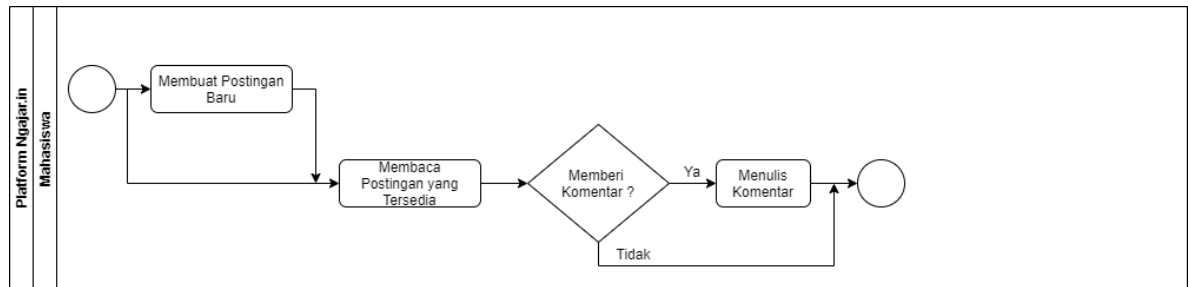 Platform Ngajar.in
Mahasiswa
Membuat Postingan
Baru
Membaca
Postingan yang
Tersedia
Memberi
Komentar ?
Ya
Menulis
Komentar
Tidak